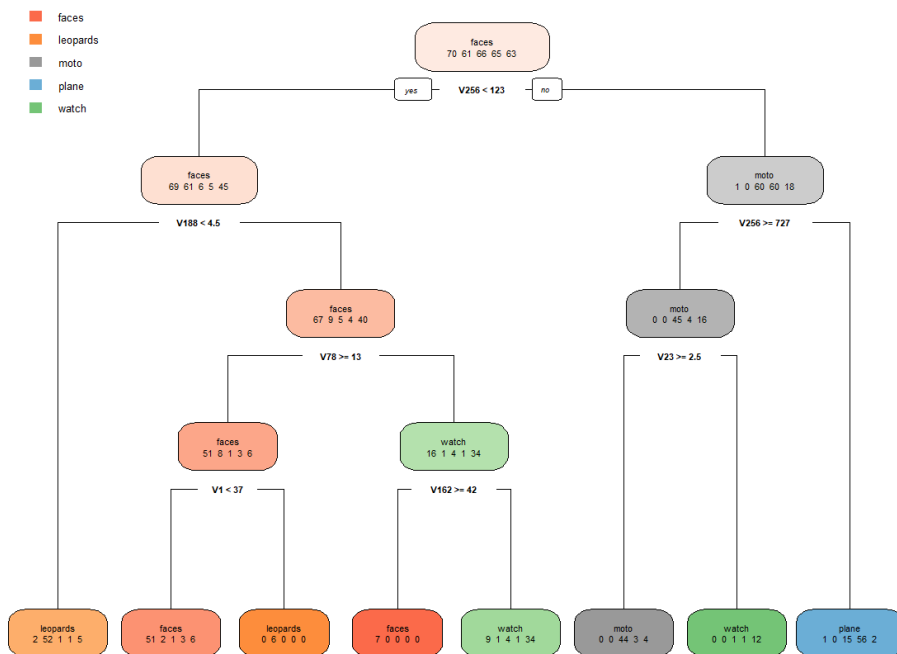 faces
leopards
moto
plane
watch
faces
70 61 66 65 63
yes V256 < 123 no
faces
69 61 6 5 45
moto
1 0 60 60 18
V188 < 4.5
V256 >= 727
faces
67 9 5 4 40
moto
0 0 45 4 16
V78 >= 13
V23 >= 2.5
faces
51 8 1 3 6
watch
16 1 4 1 34
V1 < 37
V162 >= 42
leopards
2 52 1 1 5
faces
51 2 1 3 6
leopards
0 6 0 0 0
faces
7 0 0 0 0
watch
9 1 4 1 34
moto
0 0 44 3 4
watch
0 0 1 1 12
plane
1 0 15 56 2